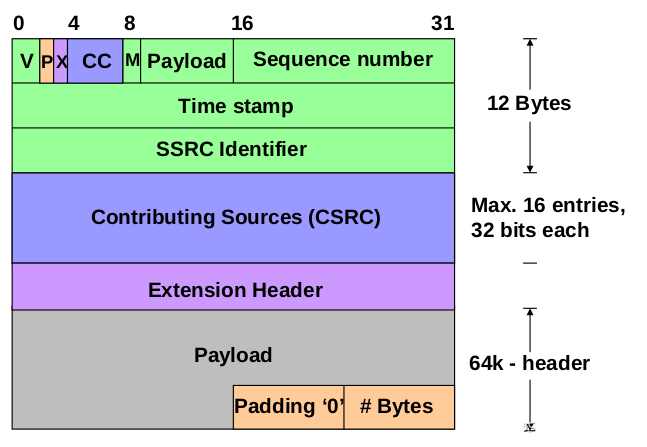 0 4 8 16 31
V P X CC M Payload Sequence number
Time stamp
12 Bytes
SSRC Identifier
Contributing Sources (CSRC)
Max. 16 entries,
32 bits each
Extension Header
Payload
64k - header
Padding ‘0’ # Bytes